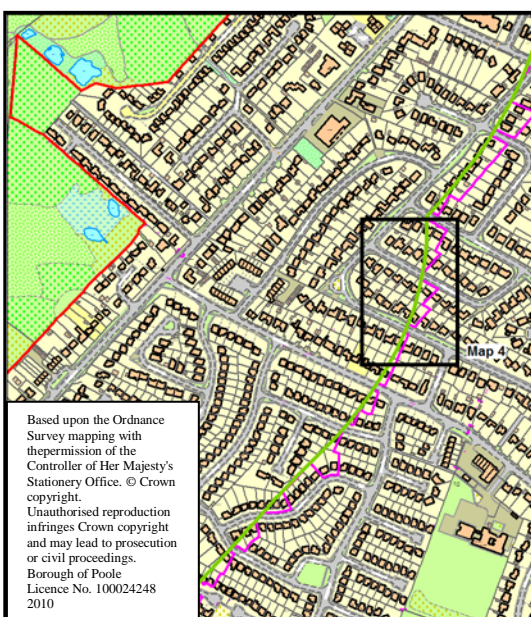 Map 4
Based upon the Ordnance
Survey mapping with
thepermission of the
Controller of Her Majesty's
Stationery Office. © Crown
copyright.
Unauthorised reproduction
infringes Crown copyright
and may lead to prosecution
or civil proceedings.
Borough of Poole
Licence No. 100024248
2010